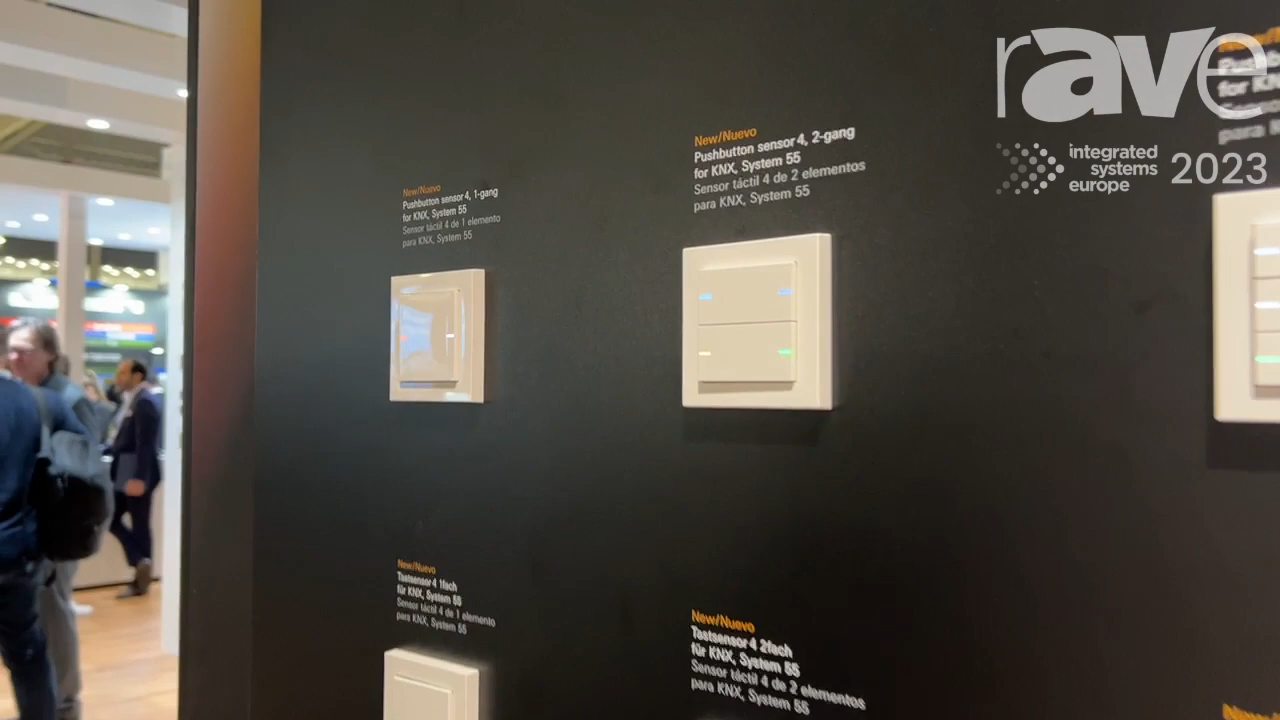 rave
integrated
systems
europe
2023
New/Nuevo
Pushbutton sensor 4, 1-gang
for KNX, System 55
Sensor táctil 4 de 1 elemento
para KNX, System 55
New/Nuevo
Pushbutton sensor 4, 2-gang
for KNX, System 55
Sensor táctil 4 de 2 elementos
para KNX, System 55
New/Nuevo
Tastsensor 4 1fach
für KNX, System 55
Sensor táctil 4 de 1 elemento
para KNX, System 55
New/Nuevo
Tastsensor 4 2fach
für KNX, System 55
Sensor táctil 4 de 2 elementos
para KNX, System 55